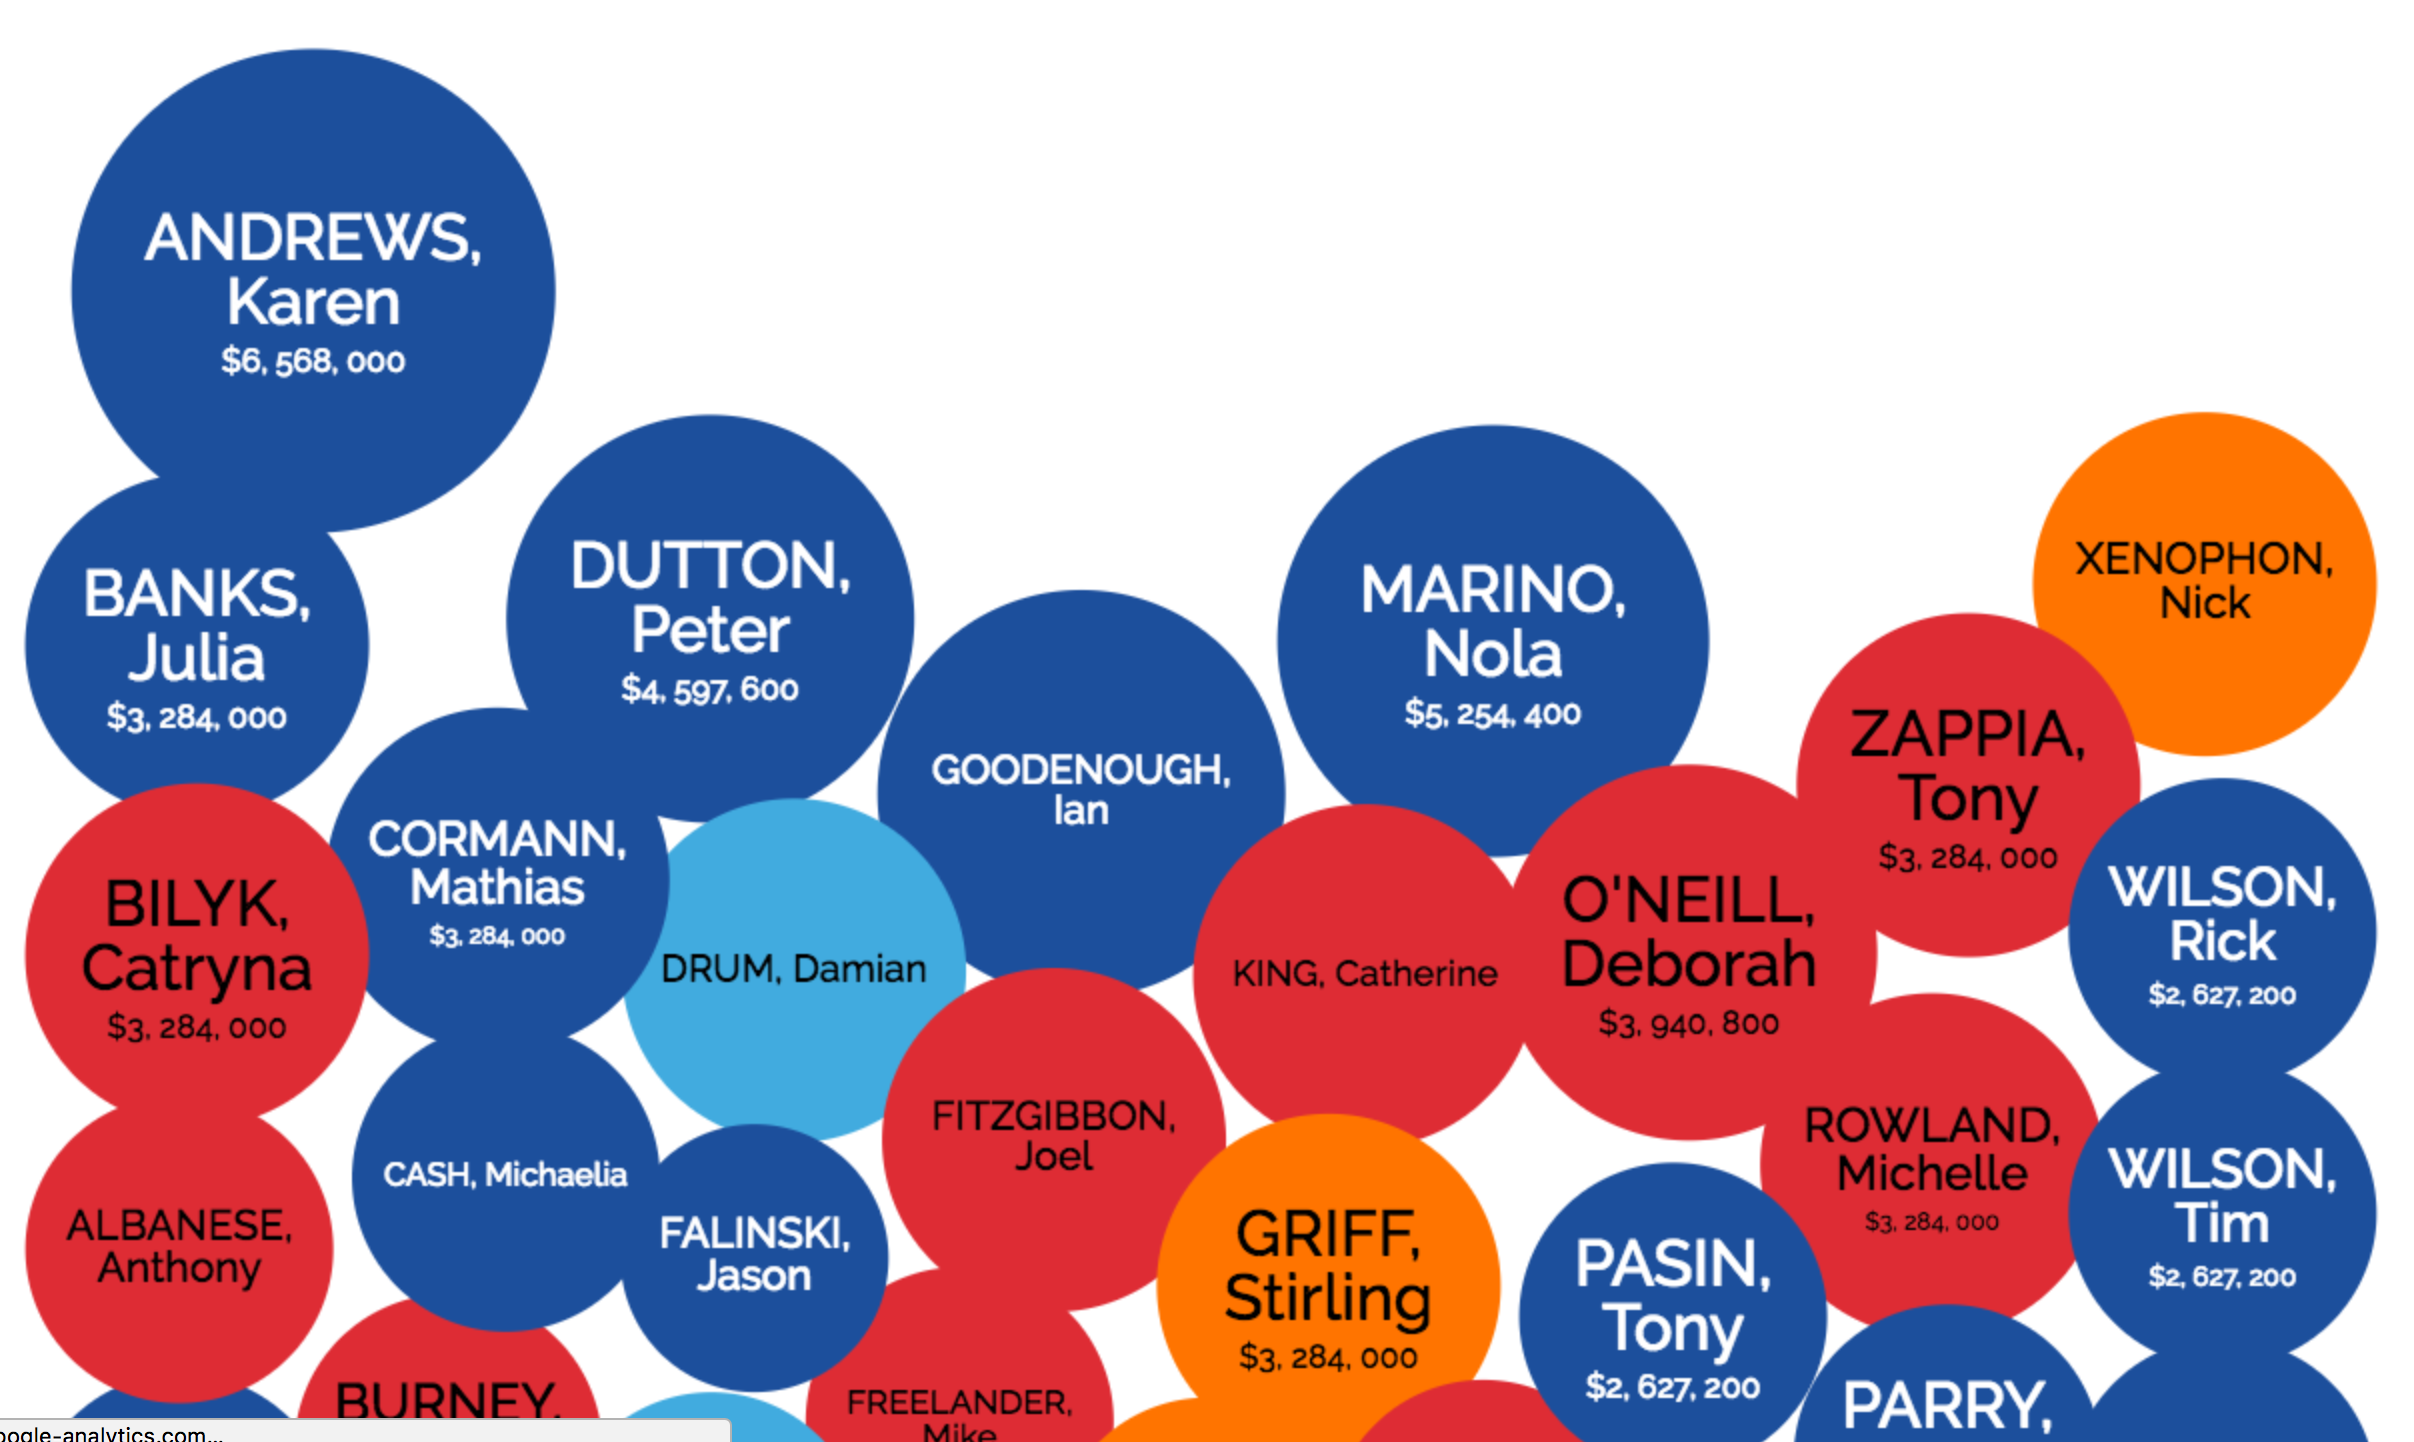 ANDREWS,
Karen
$6, 568, 000
BANKS,
Julia
$3, 284, 000
DUTTON,
Peter
$4, 597, 600
MARINO,
Nola
$5, 254, 400
XENOPHON,
Nick
GOODENOUGH,
Ian
ZAPPIA,
Tony
$3, 284, 000
CORMANN,
Mathias
$3, 284, 000
BILYK,
Catryna
$3, 284, 000
DRUM, Damian
KING, Catherine
O'NEILL,
Deborah
$3, 940, 800
WILSON,
Rick
$2, 627, 200
FITZGIBBON,
Joel
ROWLAND,
Michelle
$3, 284, 000
CASH, Michaelia
WILSON,
Tim
$2, 627, 200
ALBANESE,
Anthony
FALINSKI,
Jason
GRIFF,
Stirling
$3, 284, 000
PASIN,
Tony
$2, 627, 200
BURNEY,
FREELANDER,
Mike
PARRY,
oogle-analytics.com...